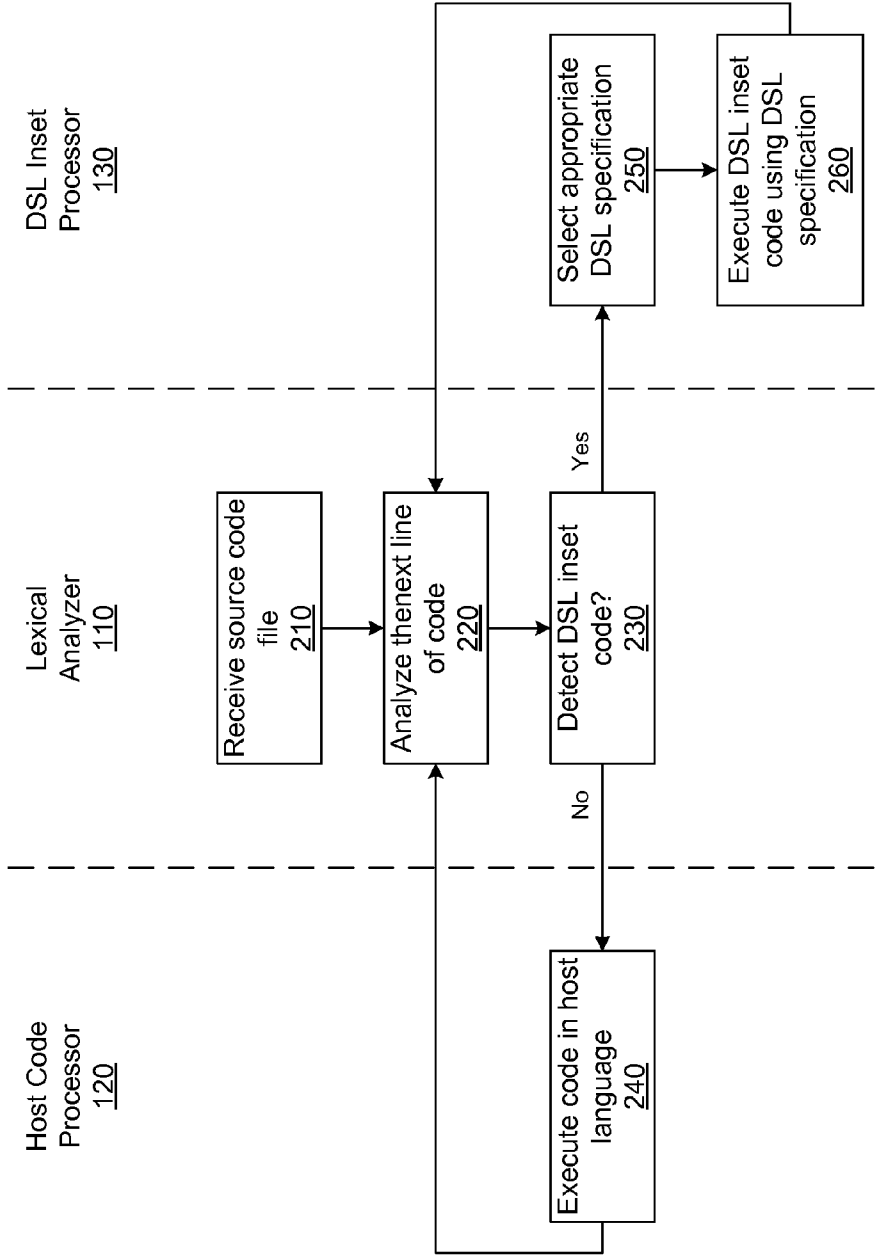 Host Code
Processor
120
Lexical
Analyzer
110
DSL Inset
Processor
130
Receive source code
file
210
Analyze thenext line
of code
220
Detect DSL inset
code?
230
No
Yes
Execute code in host
language
240
Select appropriate
DSL specification
250
Execute DSL inset
code using DSL
specification
260